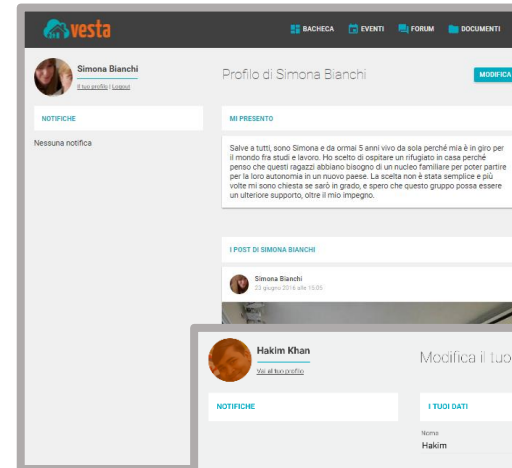 vesta
BACHECA EVENTI FORUM DOCUMENTI
Simona Bianchi
Il tuo profilo | Logout
Profilo di Simona Bianchi
MODIFICA
NOTIFICHE
Nessuna notifica
MI PRESENTO
Salve a tutti, sono Simona e da ormai 5 anni vivo da sola perché mia è in giro per
il mondo fra studi e lavoro. Ho scelto di ospitare un rifugiato in casa perché
penso che questi ragazzi abbiano bisogno di un nucleo familiare per poter partire
per la loro autonomia in un nuovo paese. La scelta non è stata semplice e più
volte mi sono chiesta se sarò in grado, e spero che questo gruppo possa essere
un ulteriore supporto, oltre il mio impegno.
I POST DI SIMONA BIANCHI
Simona Bianchi
23 giugno 2016 alle 15:05
Hakim Khan
Vai al tuo profilo
Modifica il tuo
NOTIFICHE
I TUOI DATI
Nome
Hakim